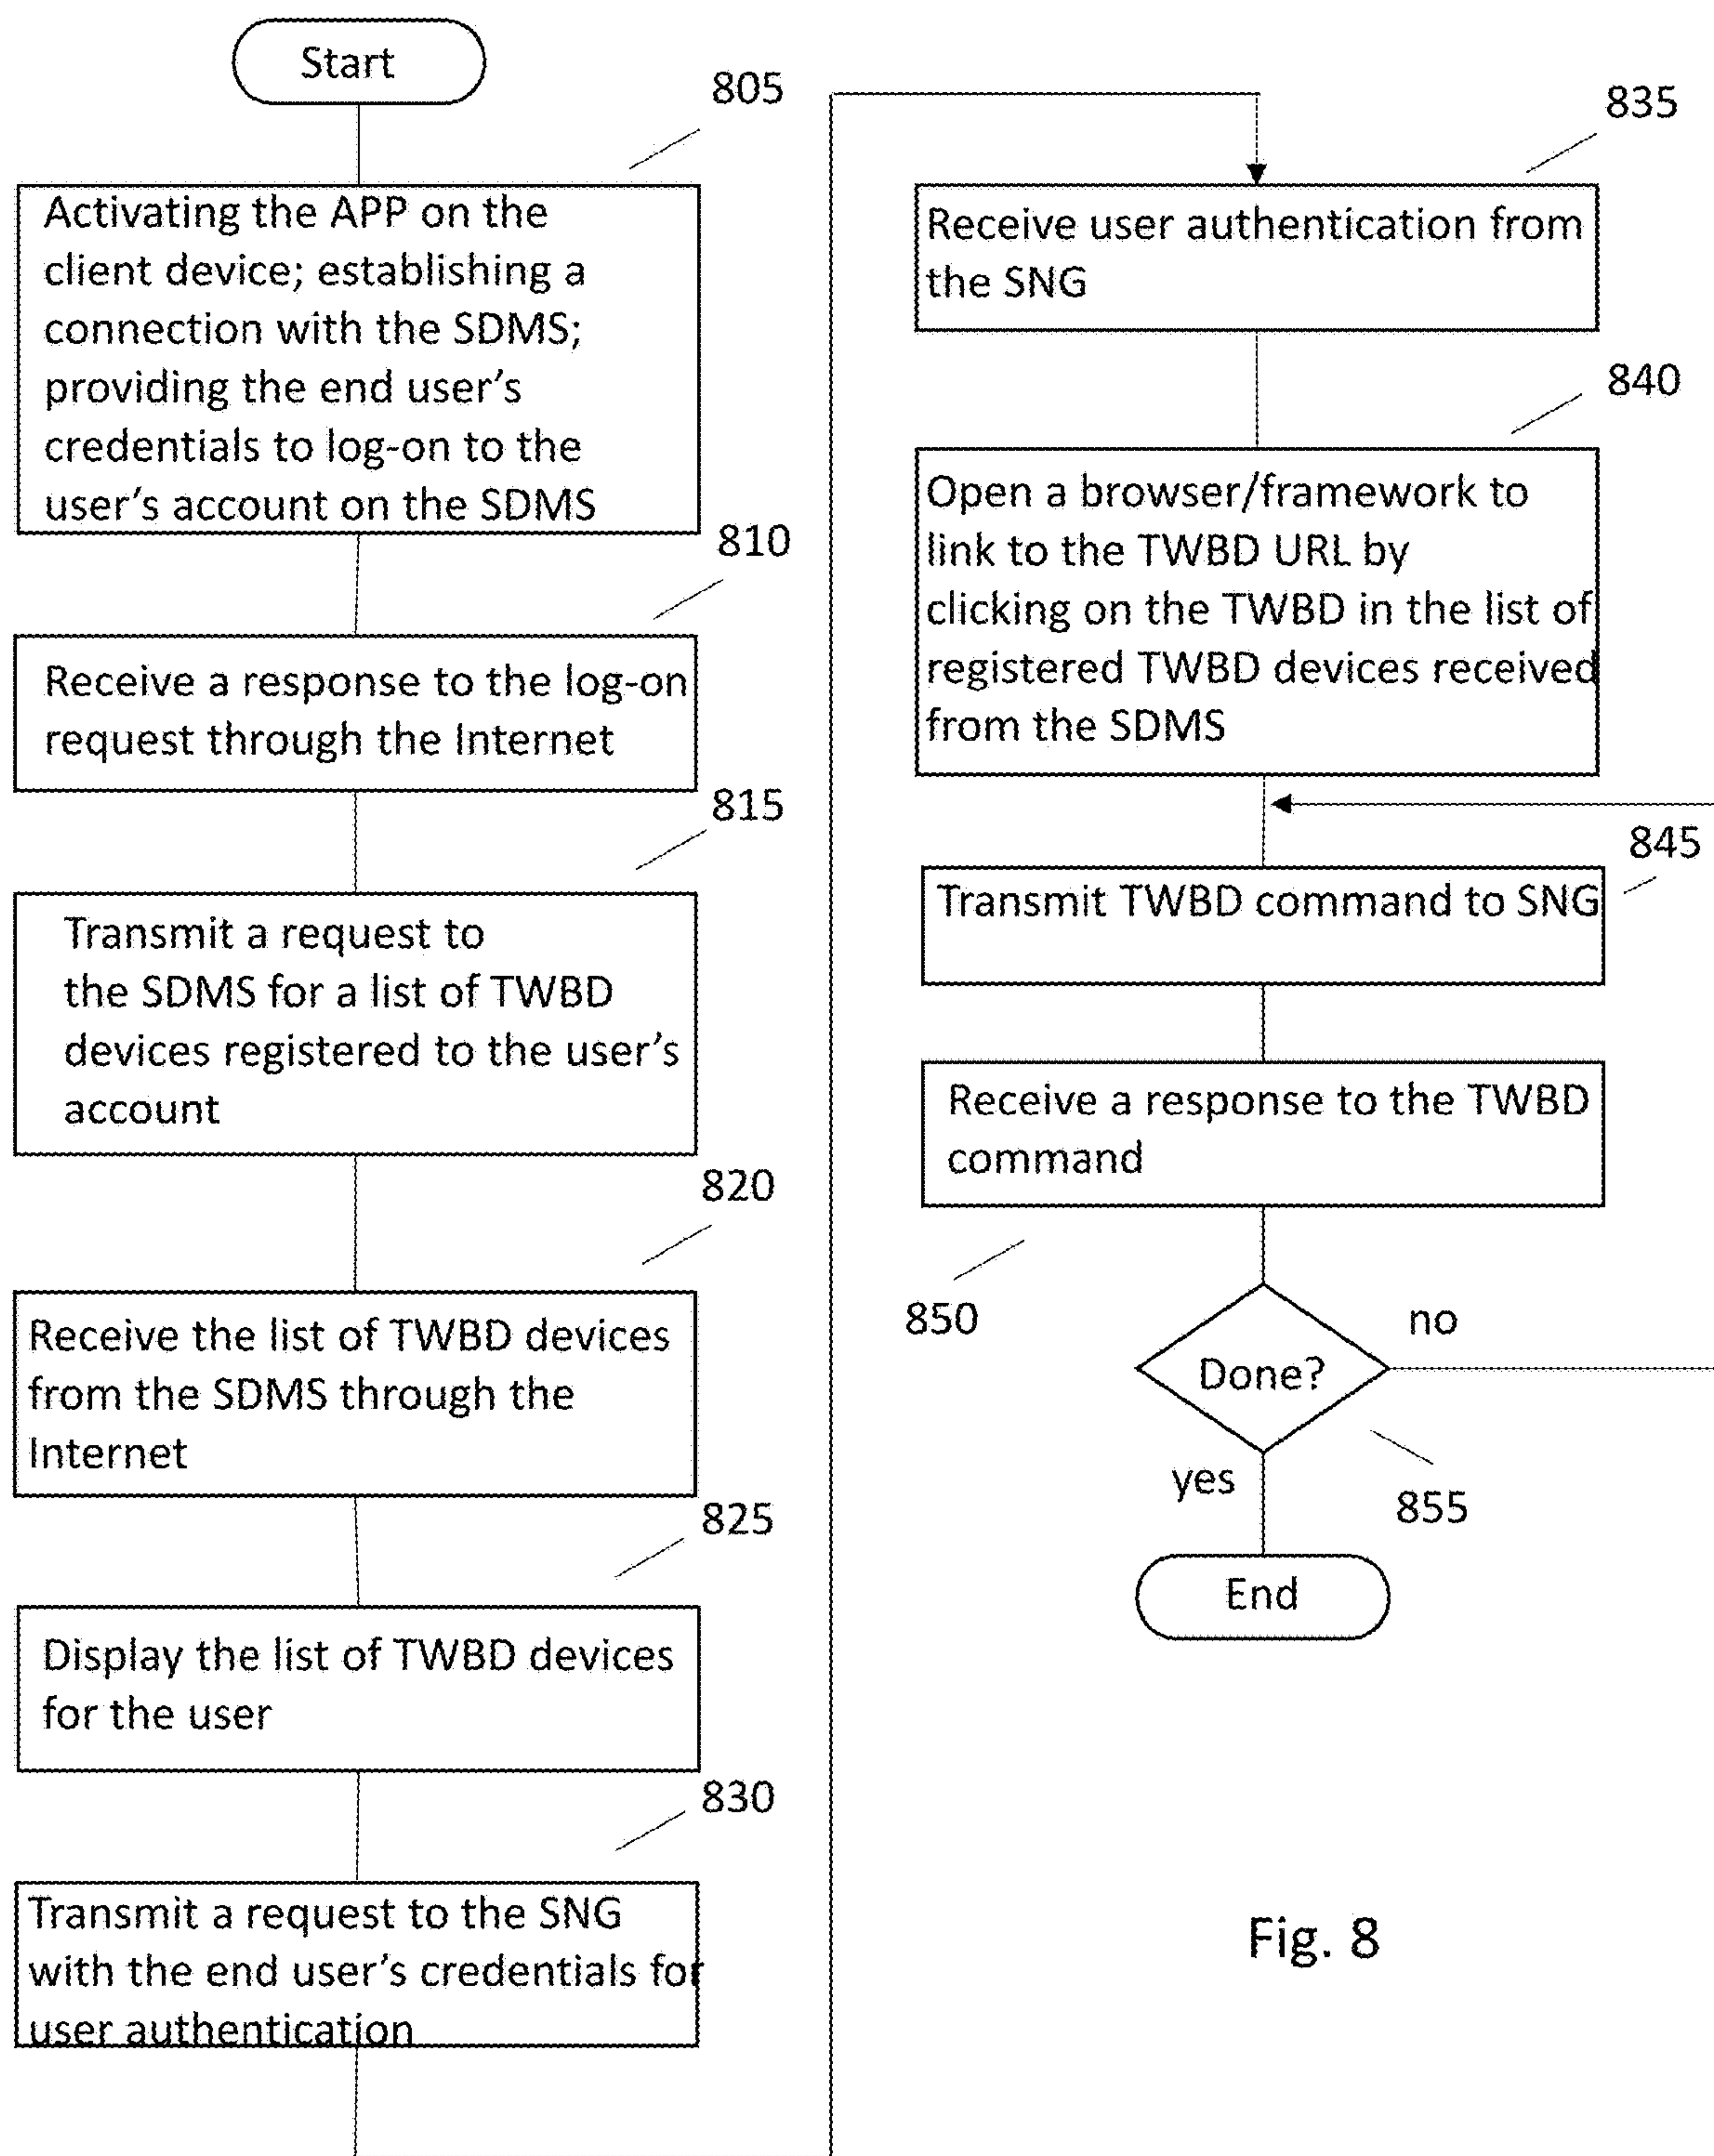 Start
805
Activating the APP on the
client device; establishing a
connection with the SDMS;
providing the end user's
credentials to log-on to the
user's account on the SDMS
810
Receive a response to the log-on
request through the Internet
815
Transmit a request to
the SDMS for a list of TWBD
devices registered to the user's
account
820
Receive the list of TWBD devices
from the SDMS through the
Internet
825
Display the list of TWBD devices
for the user
830
Transmit a request to the SNG
with the end user's credentials for
user authentication
835
Receive user authentication from
the SNG
840
Open a browser/framework to
link to the TWBD URL by
clicking on the TWBD in the list of
registered TWBD devices received
from the SDMS
845
Transmit TWBD command to SNG
Receive a response to the TWBD
command
850
no
Done?
yes
855
End
Fig. 8